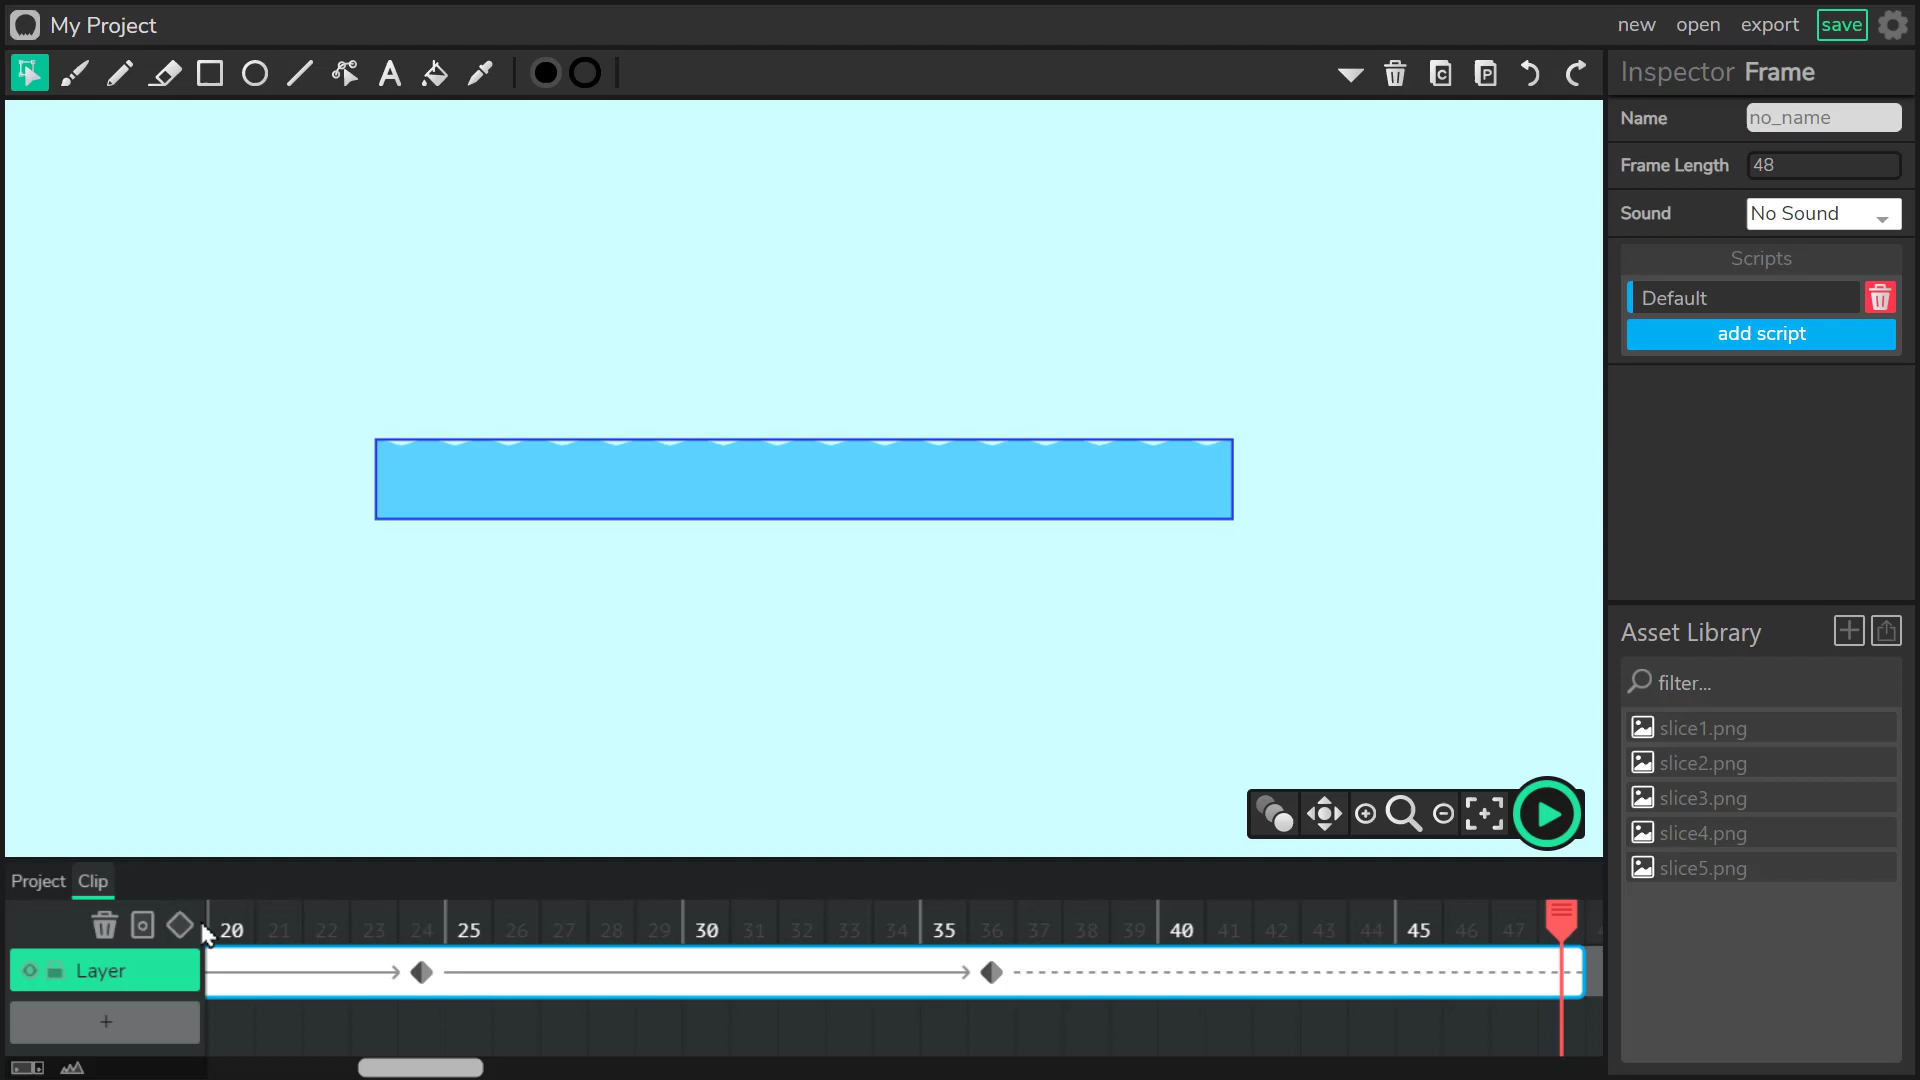 My Project
new open export save
Inspector Frame
Name no_name
Frame Length 48
Sound No Sound
Scripts
Default
add script
Asset Library
filter...
slice1.png
slice2.png
slice3.png
slice4.png
slice5.png
Project Clip
20 21 22 23 24 25 26 27 28 29 30 31 32 33 34 35 36 37 38 39 40 41 42 43 44 45 46 47
Layer
+